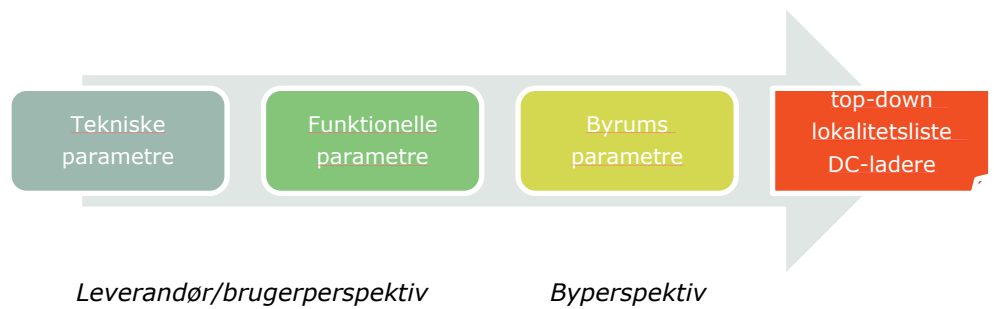 Tekniske
parametre
Funktionelle
parametre
Byrums
parametre
top-down
lokalitetsliste
DC-ladere
Leverandør/brugerperspektiv
Byperspektiv